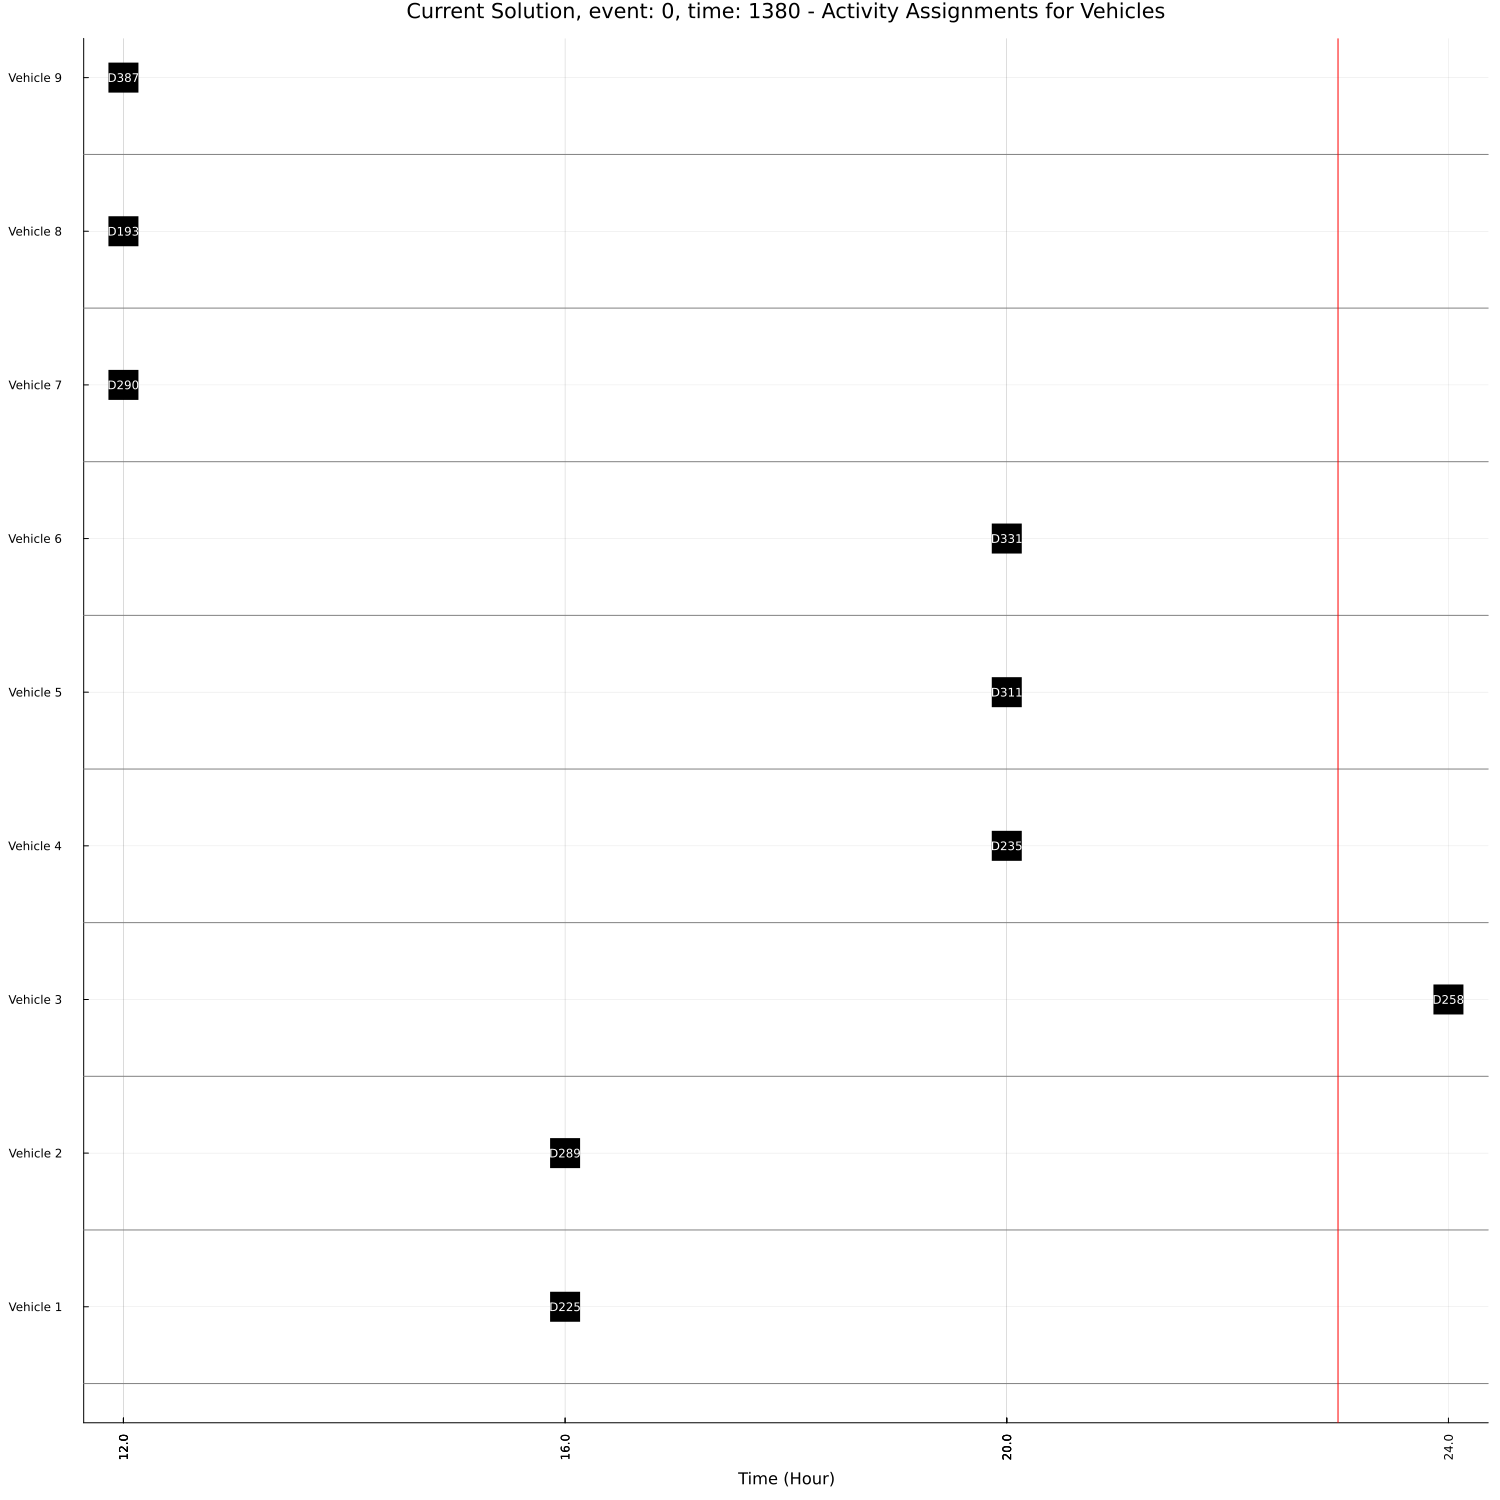 Current Solution, event: 0, time: 1380 - Activity Assignments for Vehicles
Vehicle 9
D387
Vehicle 8
D193
Vehicle 7
D290
Vehicle 6
D331
Vehicle 5
D311
Vehicle 4
D235
Vehicle 3
D258
Vehicle 2
D289
Vehicle 1
D225
12.0
16.0
20.0
24.0
Time (Hour)